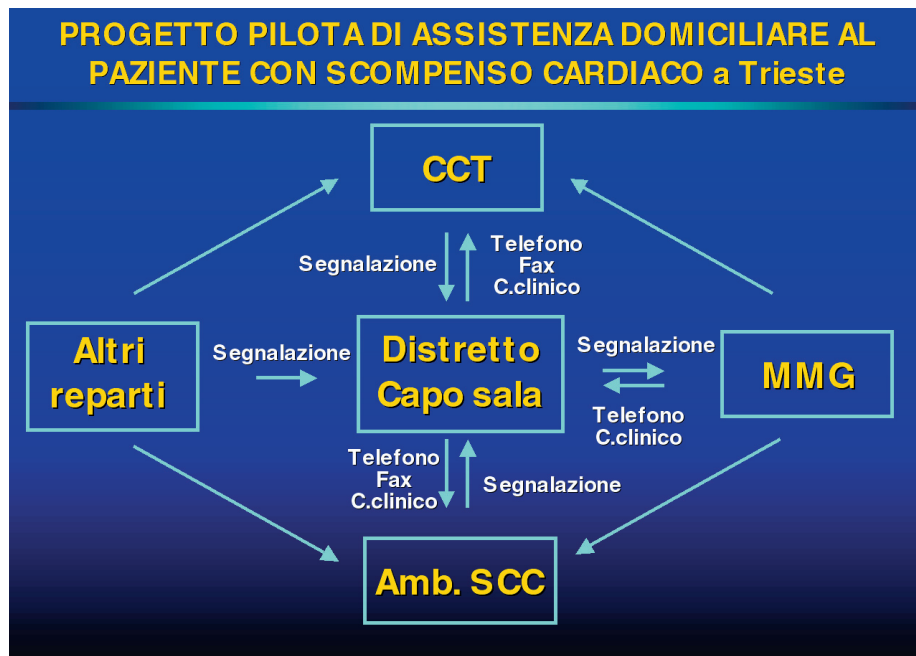 PROGETTO PILOTA DI ASSISTENZA DOMICILIARE AL
PAZIENTE CON SCOMPENSO CARDIACO a Trieste
CCT
Segnalazione
Telefono
Fax
C.clinico
Altri
reparti
Segnalazione
Distretto
Capo sala
Segnalazione
Telefono
C.clinico
MMG
Telefono
Fax
C.clinico
Segnalazione
Amb. SCC